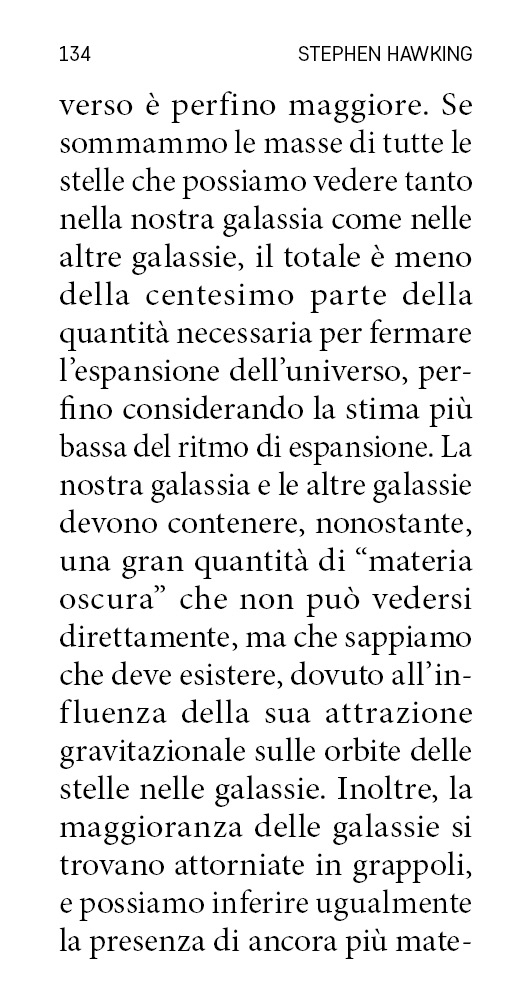 134 STEPHEN HAWKING
verso è perfino maggiore. Se
sommammo le masse di tutte le
stelle che possiamo vedere tanto
nella nostra galassia come nelle
altre galassie, il totale è meno
della centesimo parte della
quantità necessaria per fermare
l’espansione dell’universo, per-
fino considerando la stima più
bassa del ritmo di espansione. La
nostra galassia e le altre galassie
devono contenere, nonostante,
una gran quantità di “materia
oscura” che non può vedersi
direttamente, ma che sappiamo
che deve esistere, dovuto all’in-
fluenza della sua attrazione
gravitazionale sulle orbite delle
stelle nelle galassie. Inoltre, la
maggioranza delle galassie si
trovano attorniate in grappoli,
e possiamo inferire ugualmente
la presenza di ancora più mate-